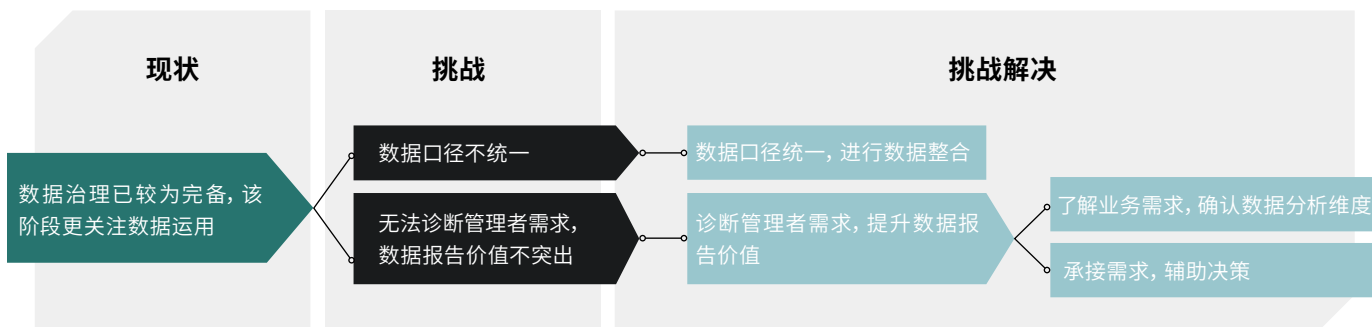 现状
数据治理已较为完备，该
阶段更关注数据运用
挑战
数据口径不统一
无法诊断管理者需求，
数据报告价值不突出
挑战解决
数据口径统一，进行数据整合
诊断管理者需求，提升数据报
告价值
了解业务需求，确认数据分析维度
承接需求，辅助决策